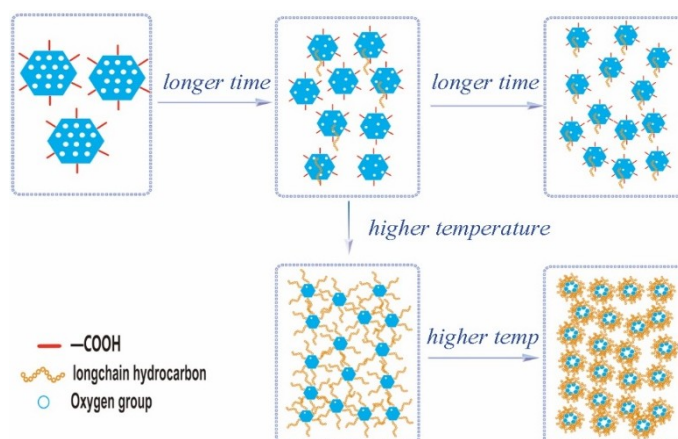 longer time
longer time
higher temperature
higher temp
—COOH
longchain hydrocarbon
Oxygen group